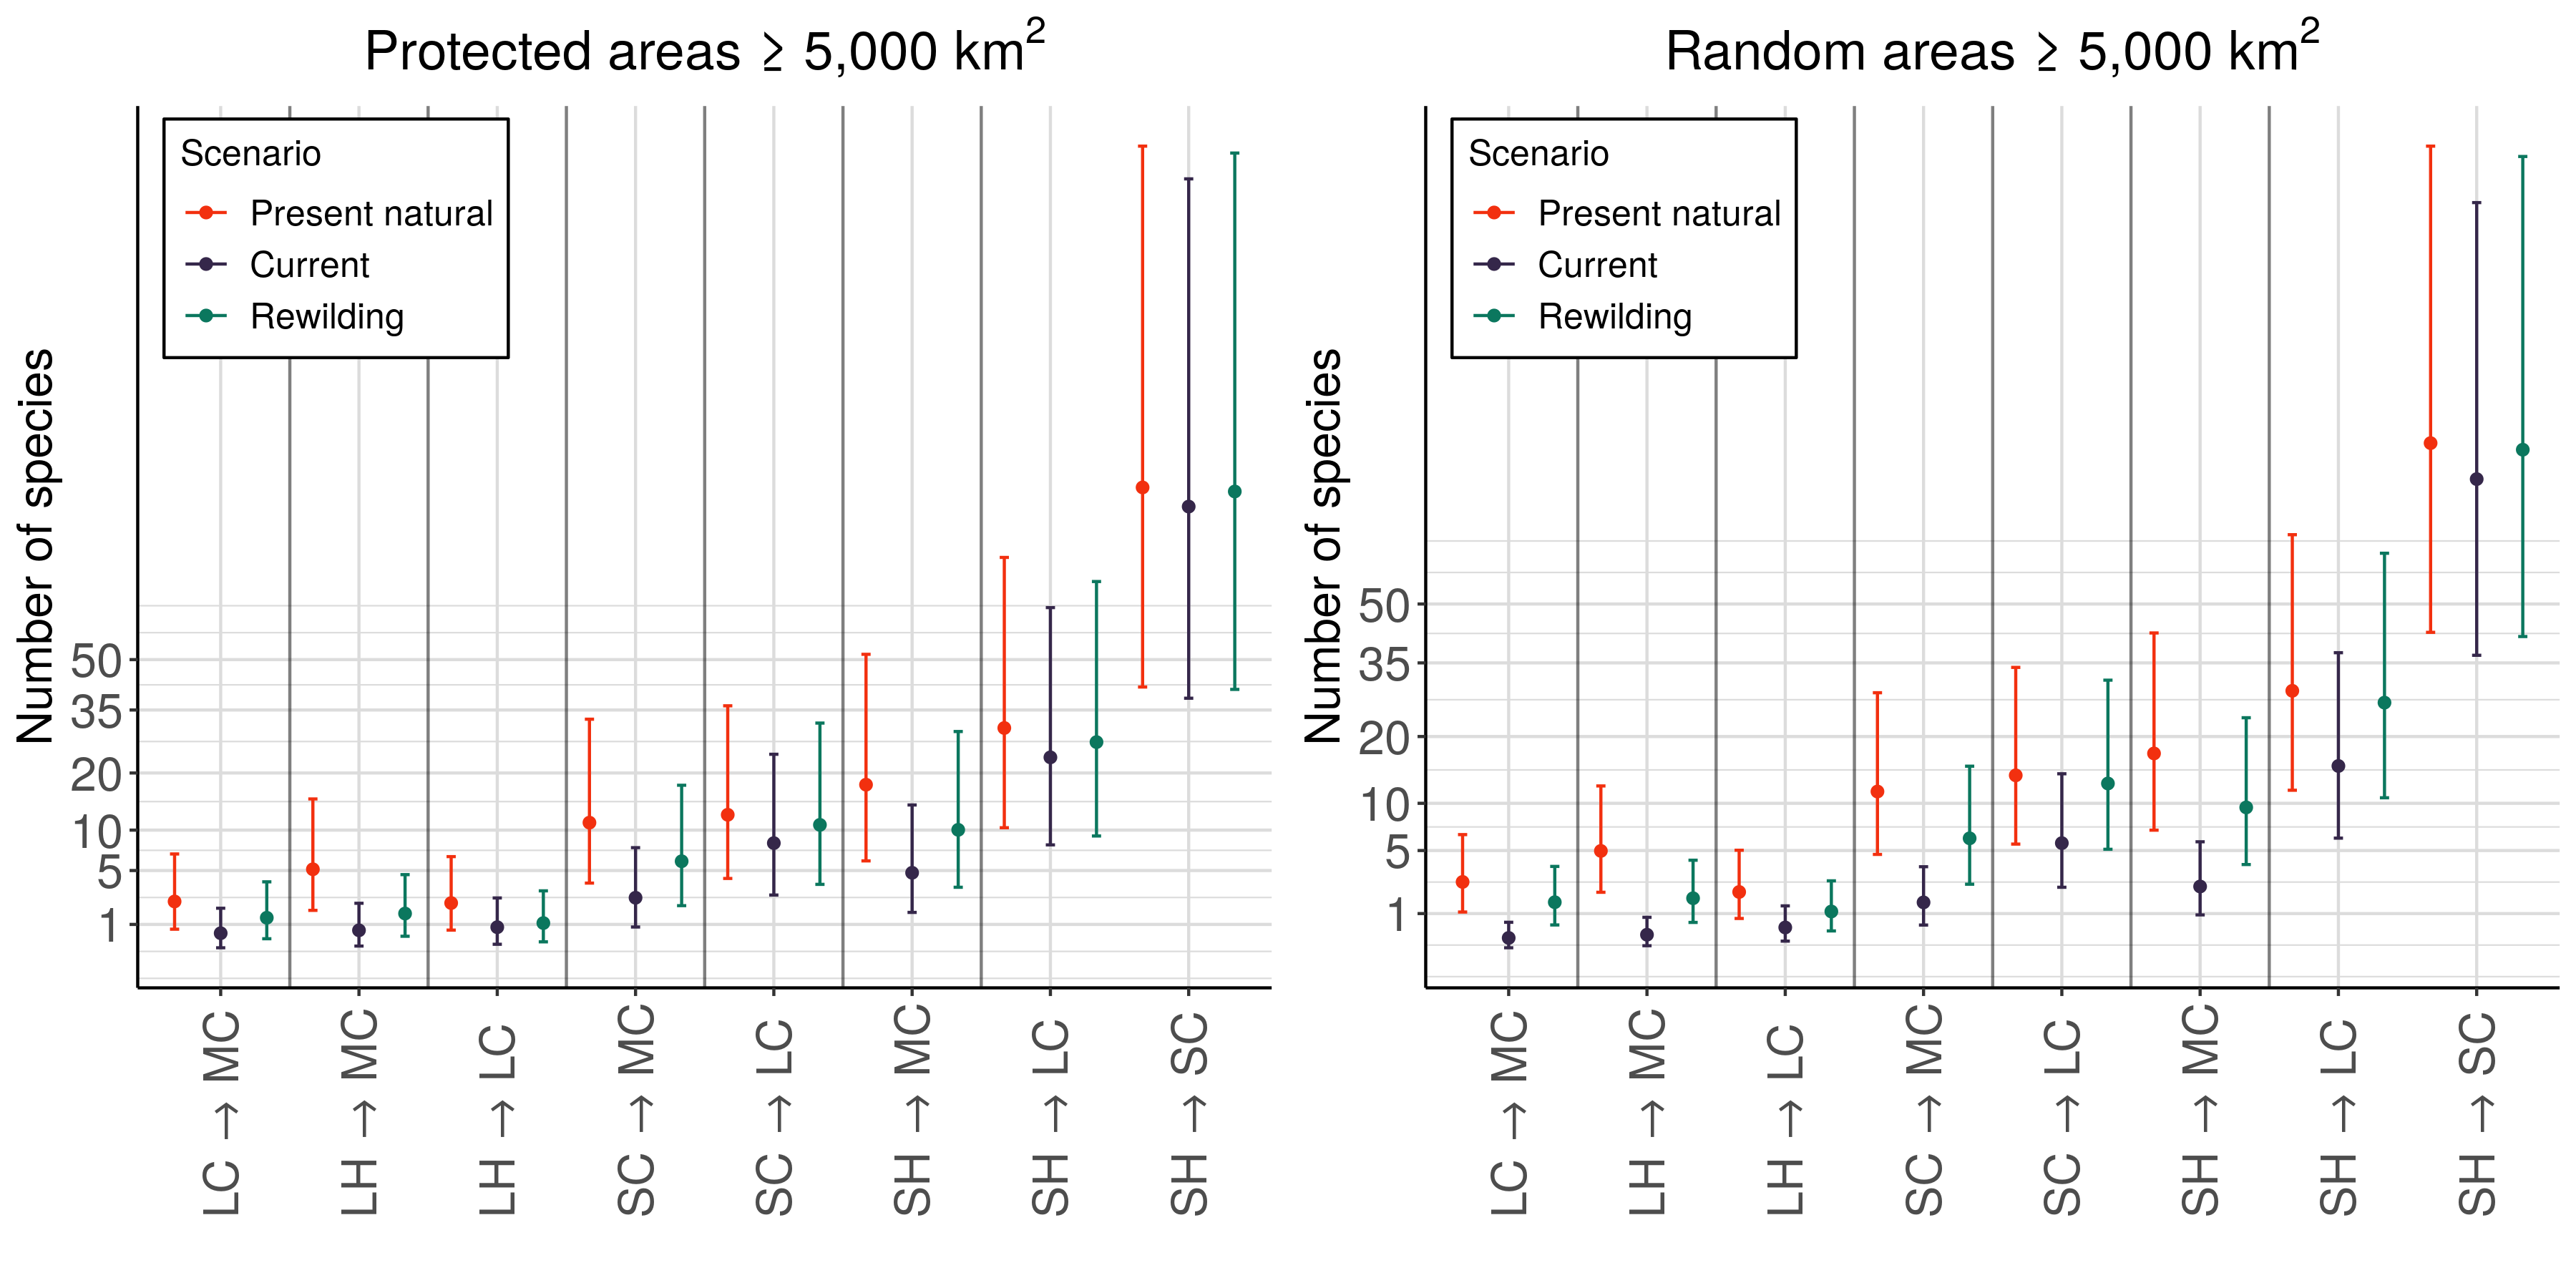 Protected areas ≥ 5,000 km²
Scenario
Present natural
Current
Rewilding
Number of species
50
35
20
10
5
1
LC → MC
LH → MC
LH → LC
SC → MC
SC → LC
SH → MC
SH → LC
SH → SC
Random areas ≥ 5,000 km²
Scenario
Present natural
Current
Rewilding
Number of species
50
35
20
10
5
1
LC → MC
LH → MC
LH → LC
SC → MC
SC → LC
SH → MC
SH → LC
SH → SC